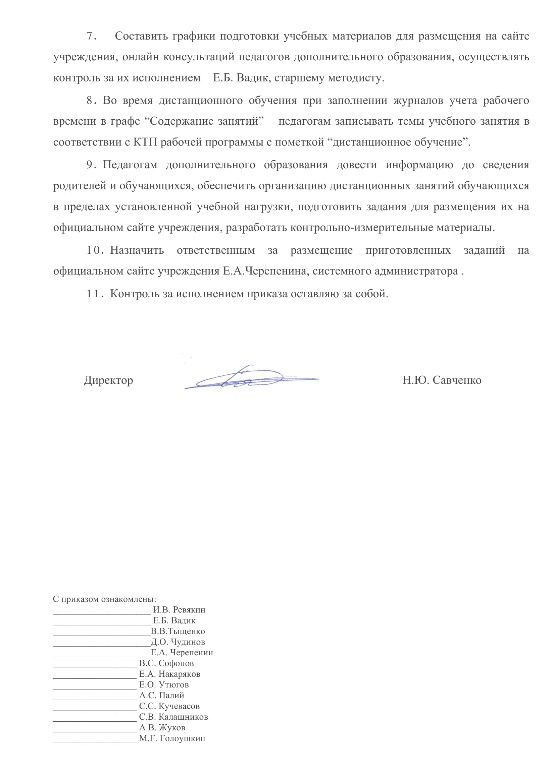 7. Составить графики подготовки учебных материалов для размещения на сайте
учреждения, онлайн консультаций педагогов дополнительного образования, осуществлять
контроль за их исполнением Е.Б. Вадик, старшему методисту.
8. Во время дистанционного обучения при заполнении журналов учета рабочего
времени в графе “Содержание занятий” педагогам записывать темы учебного занятия в
соответствии с КТП рабочей программы с пометкой “дистанционное обучение”.
9. Педагогам дополнительного образования довести информацию до сведения
родителей и обучающихся, обеспечить организацию дистанционных занятий обучающихся
в пределах установленной учебной нагрузки, подготовить задания для размещения их на
официальном сайте учреждения, разработать контрольно-измерительные материалы.
10. Назначить ответственным за размещение приготовленных заданий на
официальном сайте учреждения Е.А.Черепенина, системного администратора .
11. Контроль за исполнением приказа оставляю за собой.
Директор Н.Ю. Савченко
С приказом ознакомлены:
И.В. Ревякин
Е.Б. Вадик
В.В.Тыщенко
Д.О. Чудинов
Е.А. Черепенин
В.С. Софонов
Е.А. Накаряков
Е.О. Утюгов
А.С. Палий
С.С. Кучевасов
С.В. Калашников
А.В. Жуков
М.Г. Голоушкин